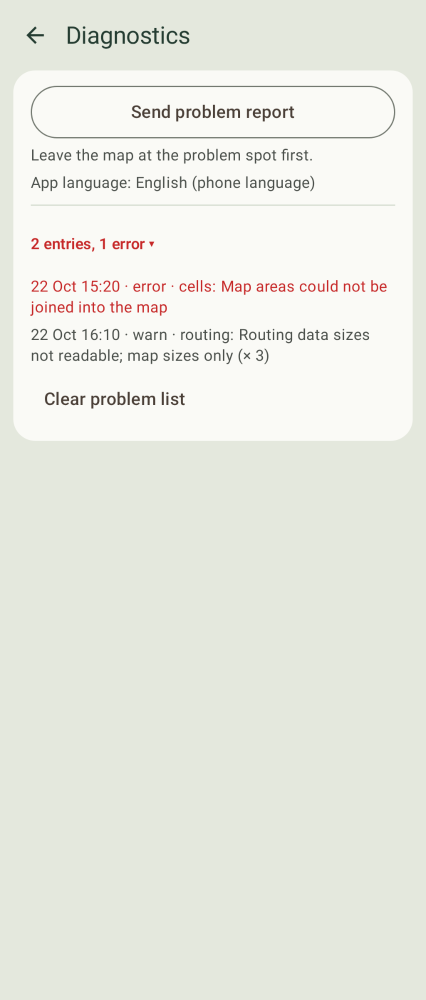 Diagnostics
Send problem report
Leave the map at the problem spot first.
App language: English (phone language)
2 entries, 1 error ▾
22 Oct 15:20 · error · cells: Map areas could not be
joined into the map
22 Oct 16:10 · warn · routing: Routing data sizes
not readable; map sizes only (× 3)
Clear problem list